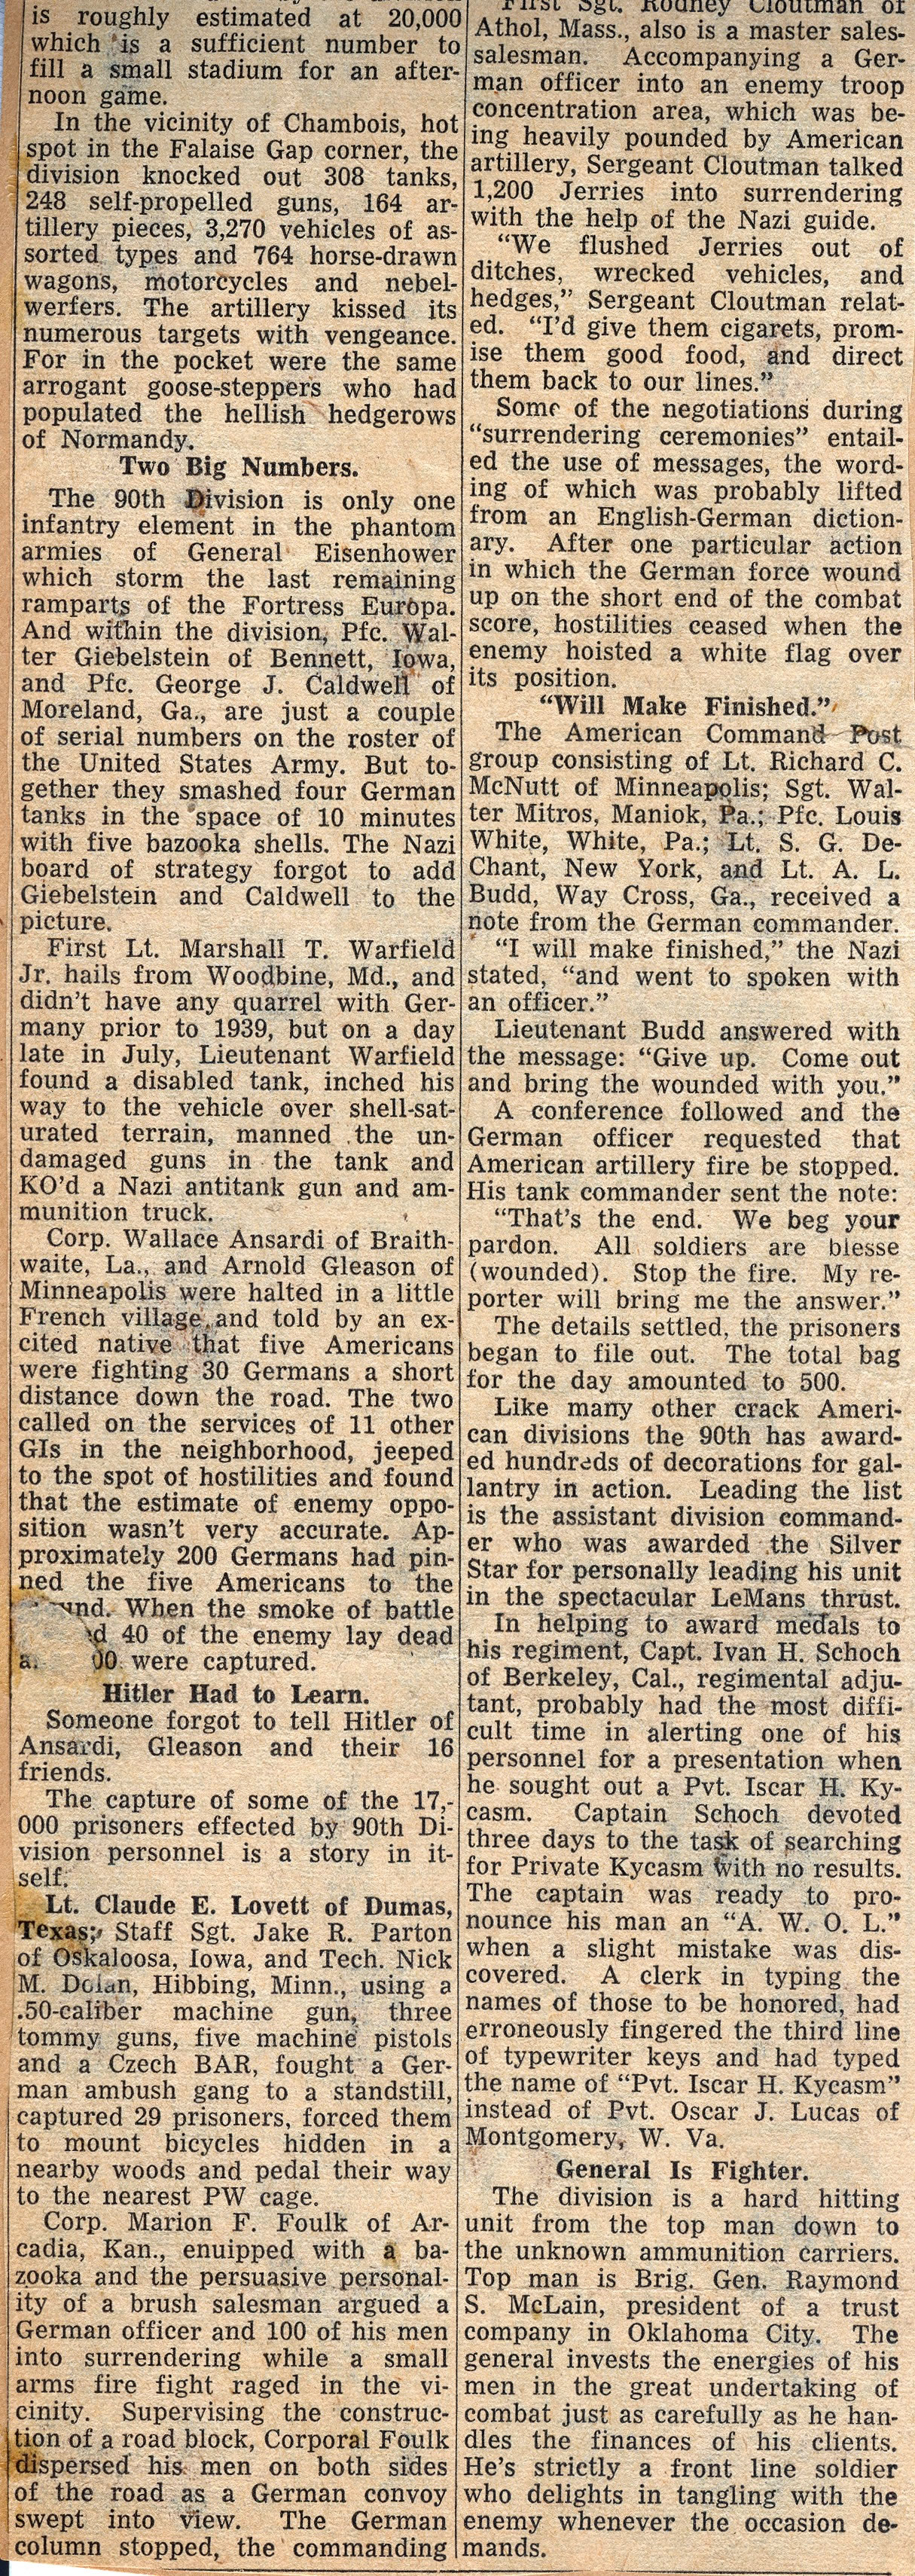 is roughly estimated at 20,000
which is a sufficient number to
fill a small stadium for an after-
noon game.
In the vicinity of Chambois, hot
spot in the Falaise Gap corner, the
division knocked out 308 tanks,
248 self-propelled guns, 164 ar-
tillery pieces, 3,270 vehicles of as-
sorted types and 764 horse-drawn
wagons, motorcycles and nebel-
werfers. The artillery kissed its
numerous targets with vengeance.
For in the pocket were the same
arrogant goose-steppers who had
populated the hellish hedgerows
of Normandy.
Two Big Numbers.
The 90th Division is only one
infantry element in the phantom
armies of General Eisenhower
which storm the last remaining
ramparts of the Fortress Europa.
And within the division, Pfc. Wal-
ter Giebelstein of Bennett, Iowa,
and Pfc. George J. Caldwell of
Moreland, Ga., are just a couple
of serial numbers on the roster of
the United States Army. But to-
gether they smashed four German
tanks in the space of 10 minutes
with five bazooka shells. The Nazi
board of strategy forgot to add
Giebelstein and Caldwell to the
picture.
First Lt. Marshall T. Warfield
Jr. hails from Woodbine, Md., and
didn't have any quarrel with Ger-
many prior to 1939, but on a day
late in July, Lieutenant Warfield
found a disabled tank, inched his
way to the vehicle over shell-sat-
urated terrain, manned the un-
damaged guns in the tank and
KO'd a Nazi antitank gun and am-
munition truck.
Corp. Wallace Ansardi of Braith-
waite, La., and Arnold Gleason of
Minneapolis were halted in a little
French village and told by an ex-
cited native that five Americans
were fighting 30 Germans a short
distance down the road. The two
called on the services of 11 other
GIs in the neighborhood, jeeped
to the spot of hostilities and found
that the estimate of enemy oppo-
sition wasn't very accurate. Ap-
proximately 200 Germans had pin-
ned the five Americans to the
und. When the smoke of battle
d 40 of the enemy lay dead
a 00 were captured.
Hitler Had to Learn.
Someone forgot to tell Hitler of
Ansardi, Gleason and their 16
friends.
The capture of some of the 17,-
000 prisoners effected by 90th Di-
vision personnel is a story in it-
self.
Lt. Claude E. Lovett of Dumas,
Texas; Staff Sgt. Jake R. Parton
of Oskaloosa, Iowa, and Tech. Nick
M. Dolan, Hibbing, Minn., using a
.50-caliber machine gun, three
tommy guns, five machine pistols
and a Czech BAR, fought a Ger-
man ambush gang to a standstill,
captured 29 prisoners, forced them
to mount bicycles hidden in a
nearby woods and pedal their way
to the nearest PW cage.
Corp. Marion F. Foulk of Ar-
cadia, Kan., enuipped with a ba-
zooka and the persuasive personal-
ity of a brush salesman argued a
German officer and 100 of his men
into surrendering while a small
arms fire fight raged in the vi-
cinity. Supervising the construc-
tion of a road block, Corporal Foulk
dispersed his men on both sides
of the road as a German convoy
swept into view. The German
column stopped, the commanding
First Sgt. Rodney Cloutman of
Athol, Mass., also is a master sales-
salesman. Accompanying a Ger-
man officer into an enemy troop
concentration area, which was be-
ing heavily pounded by American
artillery, Sergeant Cloutman talked
1,200 Jerries into surrendering
with the help of the Nazi guide.
"We flushed Jerries out of
ditches, wrecked vehicles, and
hedges," Sergeant Cloutman relat-
ed. "I'd give them cigarets, prom-
ise them good food, and direct
them back to our lines."
Some of the negotiations during
"surrendering ceremonies" entail-
ed the use of messages, the word-
ing of which was probably lifted
from an English-German diction-
ary. After one particular action
in which the German force wound
up on the short end of the combat
score, hostilities ceased when the
enemy hoisted a white flag over
its position.
"Will Make Finished."
The American Command Post
group consisting of Lt. Richard C.
McNutt of Minneapolis; Sgt. Wal-
ter Mitros, Maniok, Pa.; Pfc. Louis
White, White, Pa.; Lt. S. G. De-
Chant, New York, and Lt. A. L.
Budd, Way Cross, Ga., received a
note from the German commander.
"I will make finished," the Nazi
stated, "and went to spoken with
an officer."
Lieutenant Budd answered with
the message: "Give up. Come out
and bring the wounded with you."
A conference followed and the
German officer requested that
American artillery fire be stopped.
His tank commander sent the note:
"That's the end. We beg your
pardon. All soldiers are blesse
(wounded). Stop the fire. My re-
porter will bring me the answer."
The details settled, the prisoners
began to file out. The total bag
for the day amounted to 500.
Like many other crack Ameri-
can divisions the 90th has award-
ed hundreds of decorations for gal-
lantry in action. Leading the list
is the assistant division command-
er who was awarded the Silver
Star for personally leading his unit
in the spectacular LeMans thrust.
In helping to award medals to
his regiment, Capt. Ivan H. Schoch
of Berkeley, Cal., regimental adju-
tant, probably had the most diffi-
cult time in alerting one of his
personnel for a presentation when
he sought out a Pvt. Iscar H. Ky-
casm. Captain Schoch devoted
three days to the task of searching
for Private Kycasm with no results.
The captain was ready to pro-
nounce his man an "A. W. O. L."
when a slight mistake was dis-
covered. A clerk in typing the
names of those to be honored, had
erroneously fingered the third line
of typewriter keys and had typed
the name of "Pvt. Iscar H. Kycasm"
instead of Pvt. Oscar J. Lucas of
Montgomery, W. Va.
General Is Fighter.
The division is a hard hitting
unit from the top man down to
the unknown ammunition carriers.
Top man is Brig. Gen. Raymond
S. McLain, president of a trust
company in Oklahoma City. The
general invests the energies of his
men in the great undertaking of
combat just as carefully as he han-
dles the finances of his clients.
He's strictly a front line soldier
who delights in tangling with the
enemy whenever the occasion de-
mands.